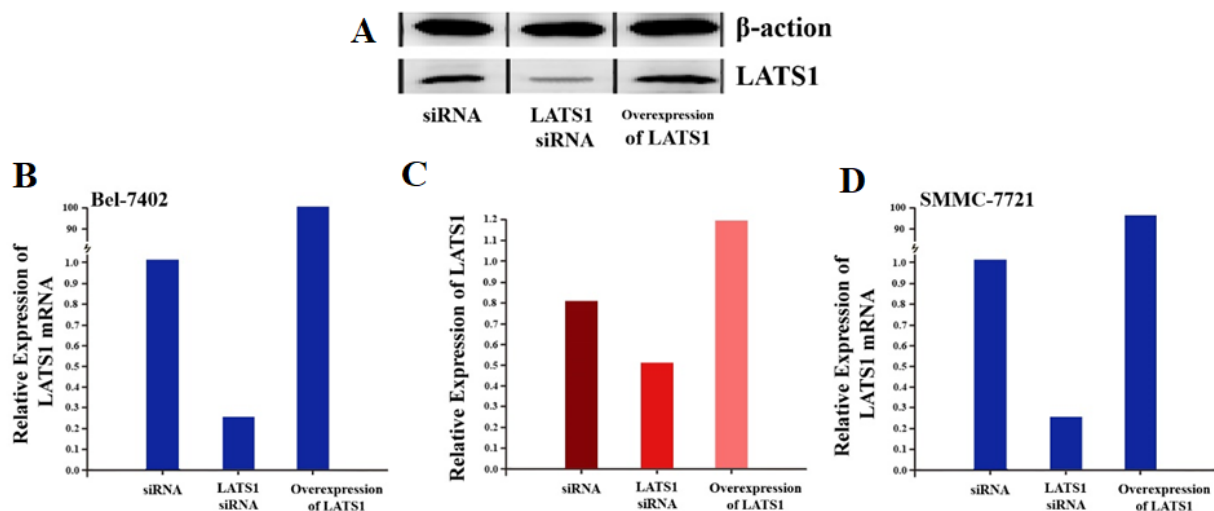 A
β-action
LATS1
siRNA
LATS1
siRNA
Overexpression
of LATS1
B
Bel-7402
Relative Expression of
LATS1 mRNA
100
90
1.0
0.9
0.8
0.7
0.6
0.5
0.4
0.3
0.2
0.1
0.0
siRNA
LATS1
siRNA
Overexpression
of LATS1
C
Relative Expression of LATS1
1.2
1.1
1.0
0.9
0.8
0.7
0.6
0.5
0.4
0.3
0.2
0.1
0.0
siRNA
LATS1
siRNA
Overexpression
of LATS1
D
SMMC-7721
Relative Expression of
LATS1 mRNA
100
90
1.0
0.9
0.8
0.7
0.6
0.5
0.4
0.3
0.2
0.1
0.0
siRNA
LATS1
siRNA
Overexpression
of LATS1